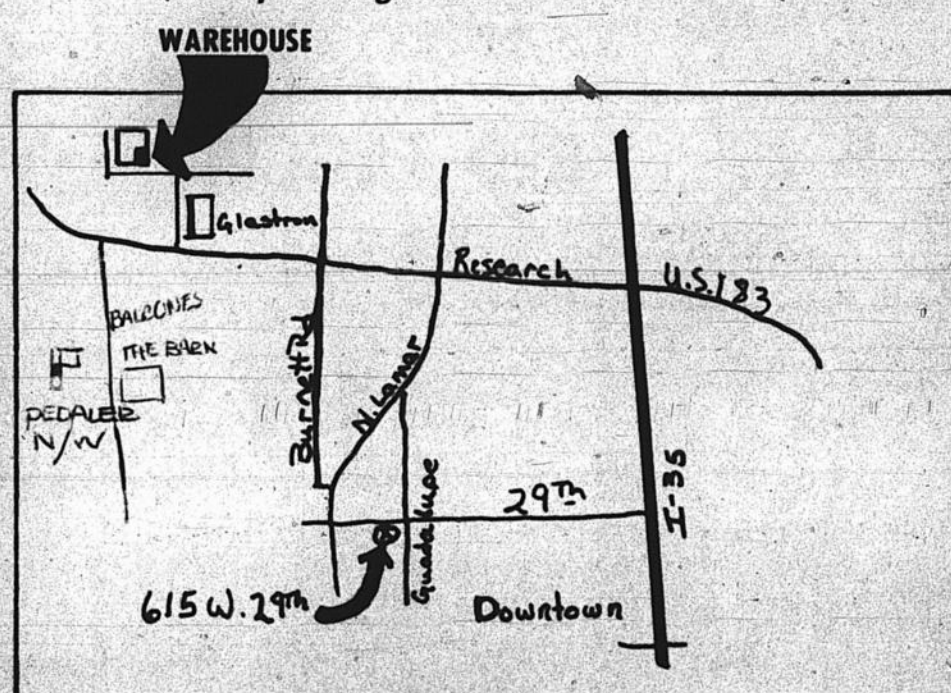 WAREHOUSE
Glastron
Research
U.S. 183
BALCONES
THE BARN
PEDALER
N/W
Burnett Rd
N. Lamar
Guadalupe
29Th
I-35
615 W. 29Th
Downtown